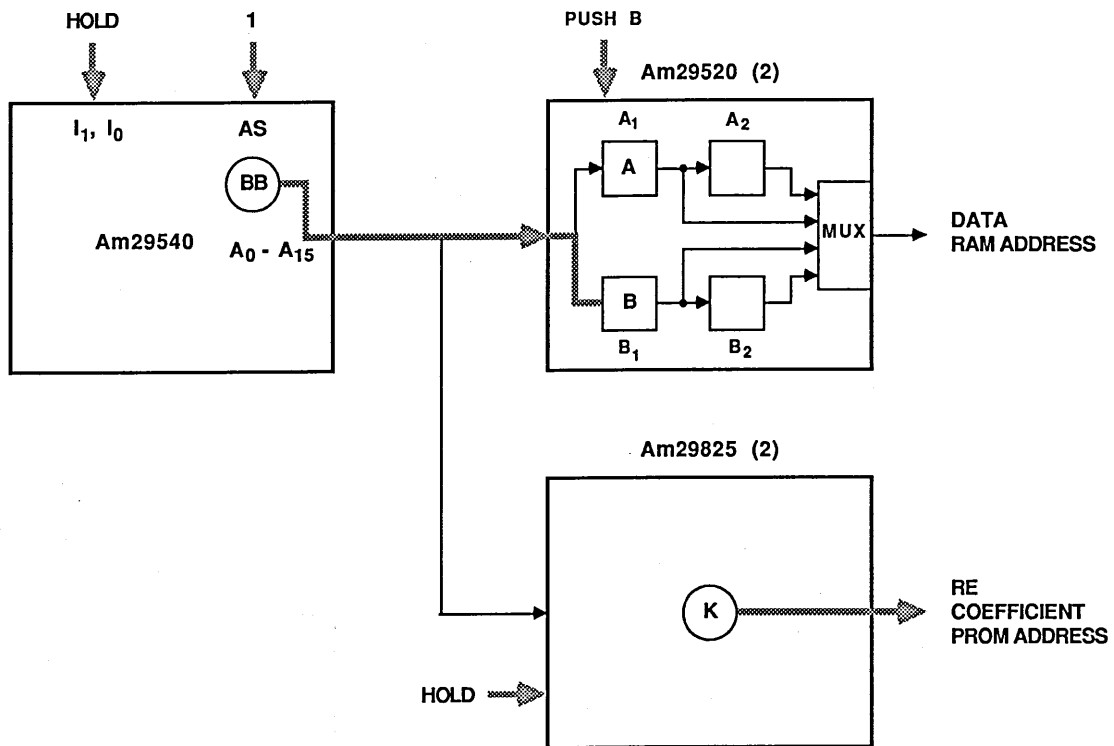 HOLD
1
PUSH B
Am29520 (2)
I1, I0
AS
A1
A2
BB
A
Am29540
A0 - A15
MUX
DATA
RAM ADDRESS
B
B1
B2
Am29825 (2)
K
RE
COEFFICIENT
PROM ADDRESS
HOLD